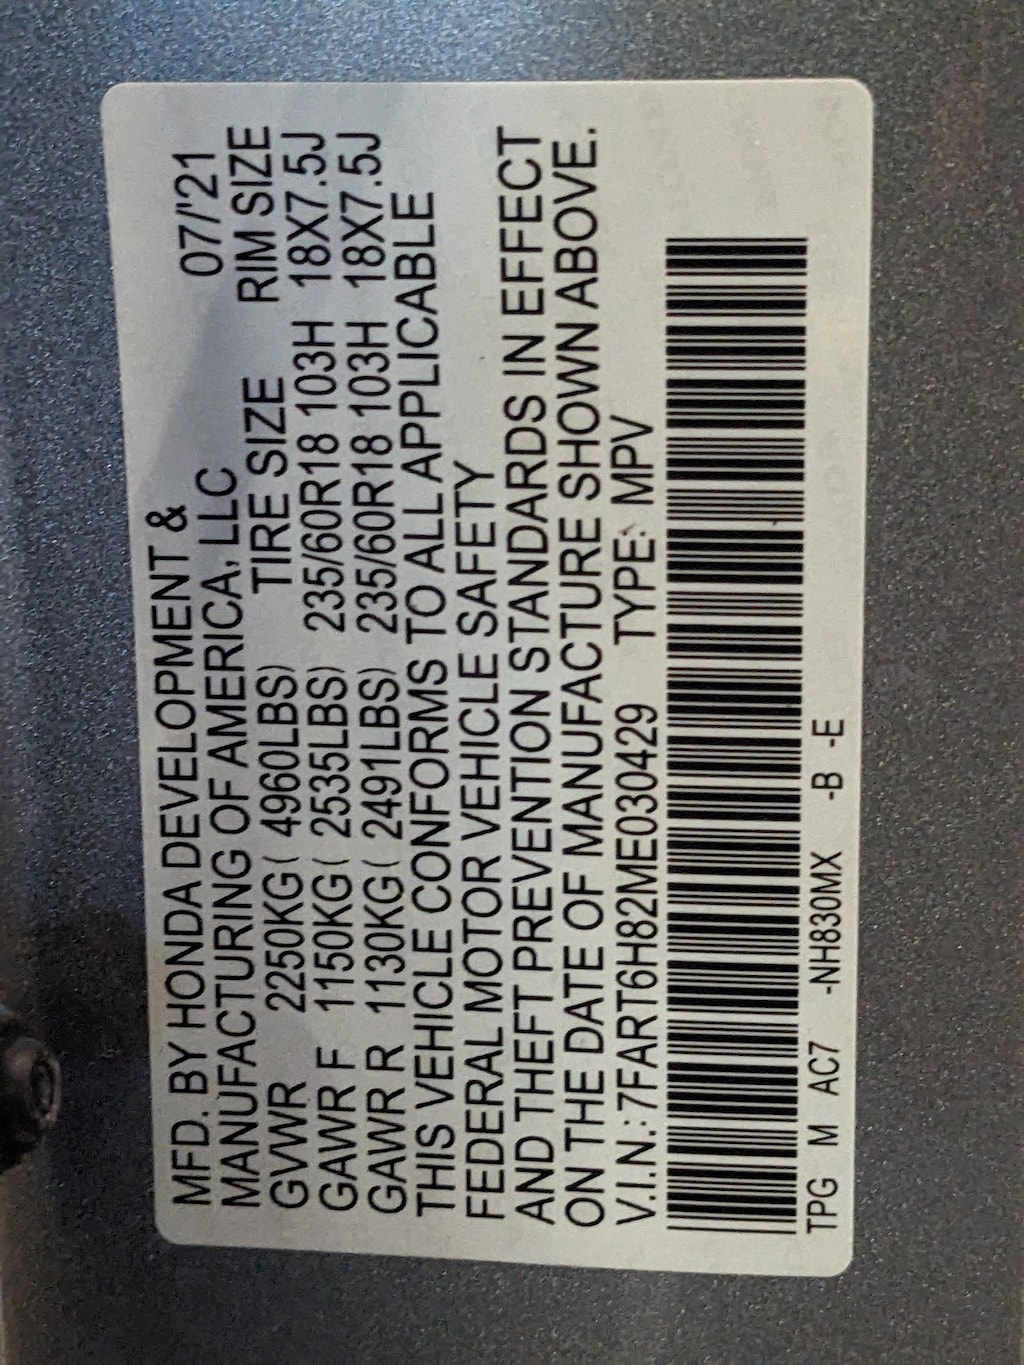 MFD. BY HONDA DEVELOPMENT &
MANUFACTURING OF AMERICA, LLC 07/'21
GVWR 2250KG( 4960LBS) TIRE SIZE RIM SIZE
GAWR F 1150KG( 2535LBS) 235/60R18 103H 18X7.5J
GAWR R 1130KG( 2491LBS) 235/60R18 103H 18X7.5J
THIS VEHICLE CONFORMS TO ALL APPLICABLE
FEDERAL MOTOR VEHICLE SAFETY
AND THEFT PREVENTION STANDARDS IN EFFECT
ON THE DATE OF MANUFACTURE SHOWN ABOVE.
V.I.N.: 7FART6H82ME030429 TYPE: MPV
TPG M AC7 -NH830MX -B -E